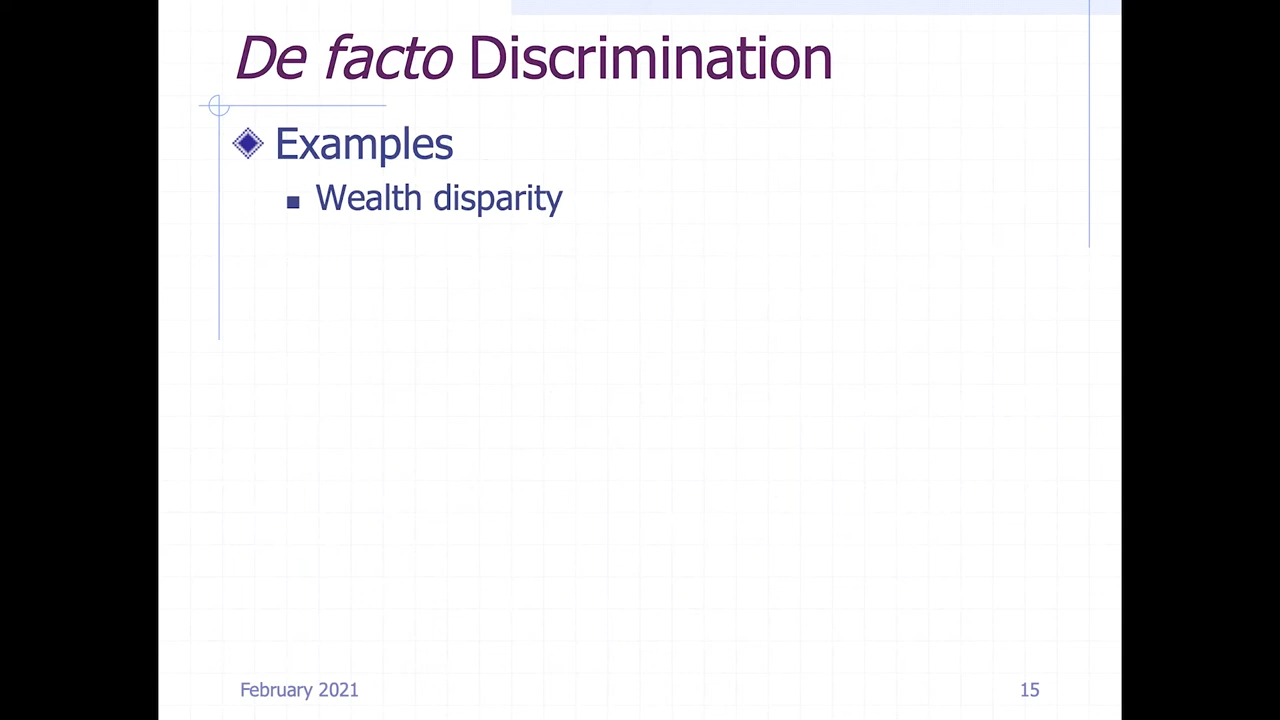 De facto Discrimination
Examples
Wealth disparity
February 2021
15